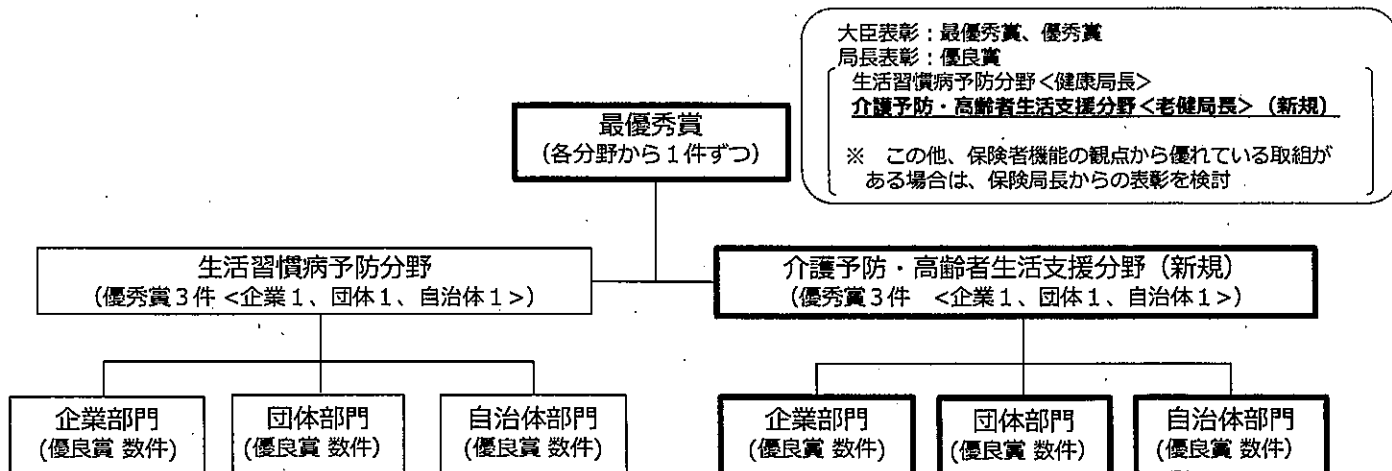 大臣表彰：最優秀賞、優秀賞
局長表彰：優良賞
生活習慣病予防分野＜健康局長＞
介護予防・高齢者生活支援分野＜老健局長＞（新規）
※　この他、保険者機能の観点から優れている取組が
ある場合は、保険局長からの表彰を検討
最優秀賞
（各分野から１件ずつ）
生活習慣病予防分野
（優秀賞３件 ＜企業１、団体１、自治体１＞）
介護予防・高齢者生活支援分野（新規）
（優秀賞３件　＜企業１、団体１、自治体１＞）
企業部門
（優良賞 数件）
団体部門
（優良賞 数件）
自治体部門
（優良賞 数件）
企業部門
（優良賞 数件）
団体部門
（優良賞 数件）
自治体部門
（優良賞 数件）